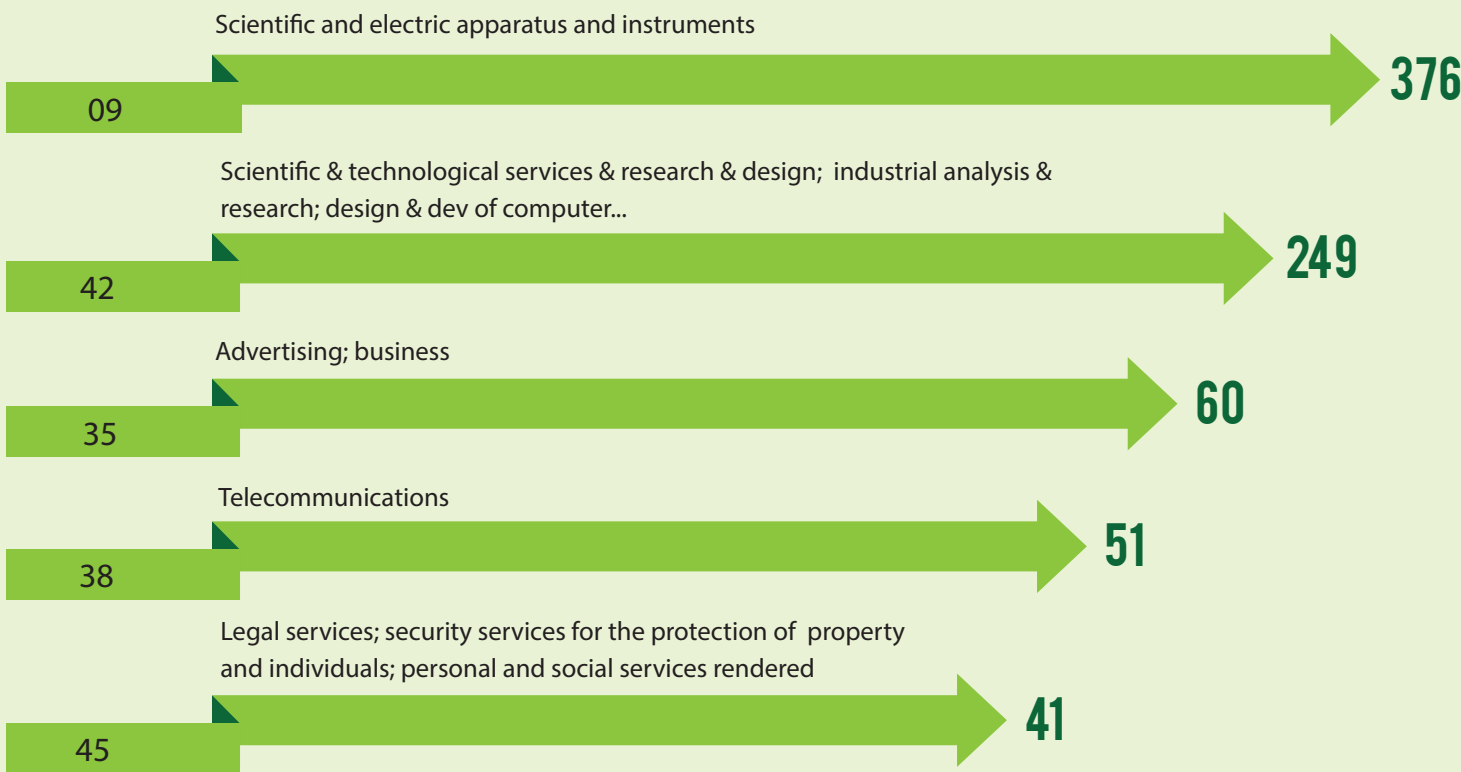 Scientific and electric apparatus and instruments
376
09
Scientific & technological services & research & design; industrial analysis &
research; design & dev of computer...
249
42
Advertising; business
60
35
Telecommunications
51
38
Legal services; security services for the protection of property
and individuals; personal and social services rendered
41
45